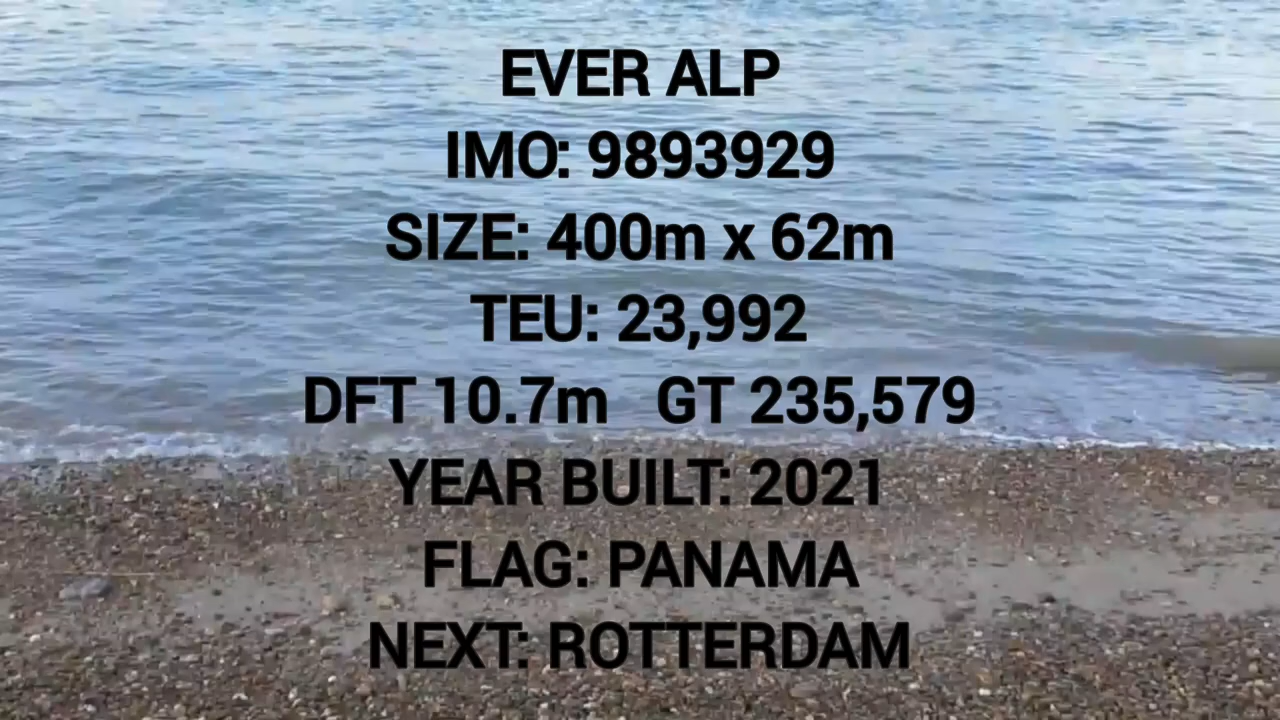 EVER ALP
IMO: 9893929
SIZE: 400m x 62m
TEU: 23,992
DFT 10.7m GT 235,579
YEAR BUILT: 2021
FLAG: PANAMA
NEXT: ROTTERDAM